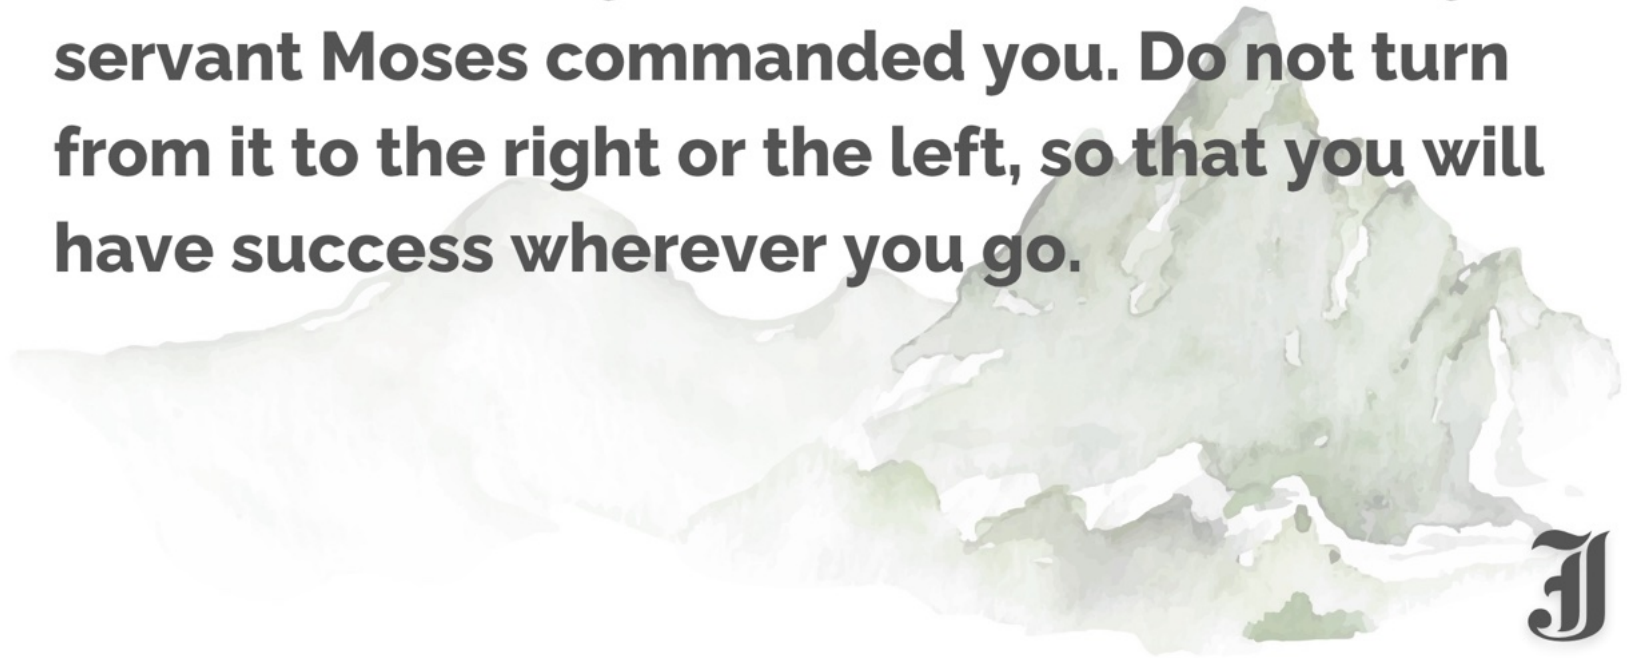 servant Moses commanded you. Do not turn
from it to the right or the left, so that you will
have success wherever you go.
J